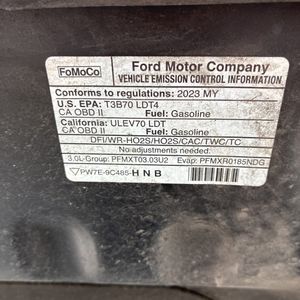 FoMoCo
Ford Motor Company
VEHICLE EMISSION CONTROL INFORMATION
Conforms to regulations: 2023 MY
U.S. EPA: T3B70 LDT4
CA OBD II Fuel: Gasoline
California: ULEV70 LDT
CA OBD II Fuel: Gasoline
DFI/WR-HO2S/HO2S/CAC/TWC/TC
No adjustments needed.
3.0L-Group: PFMXT03.03U2 Evap: PFMXR0185NDG
PW7E-9C485-HNB